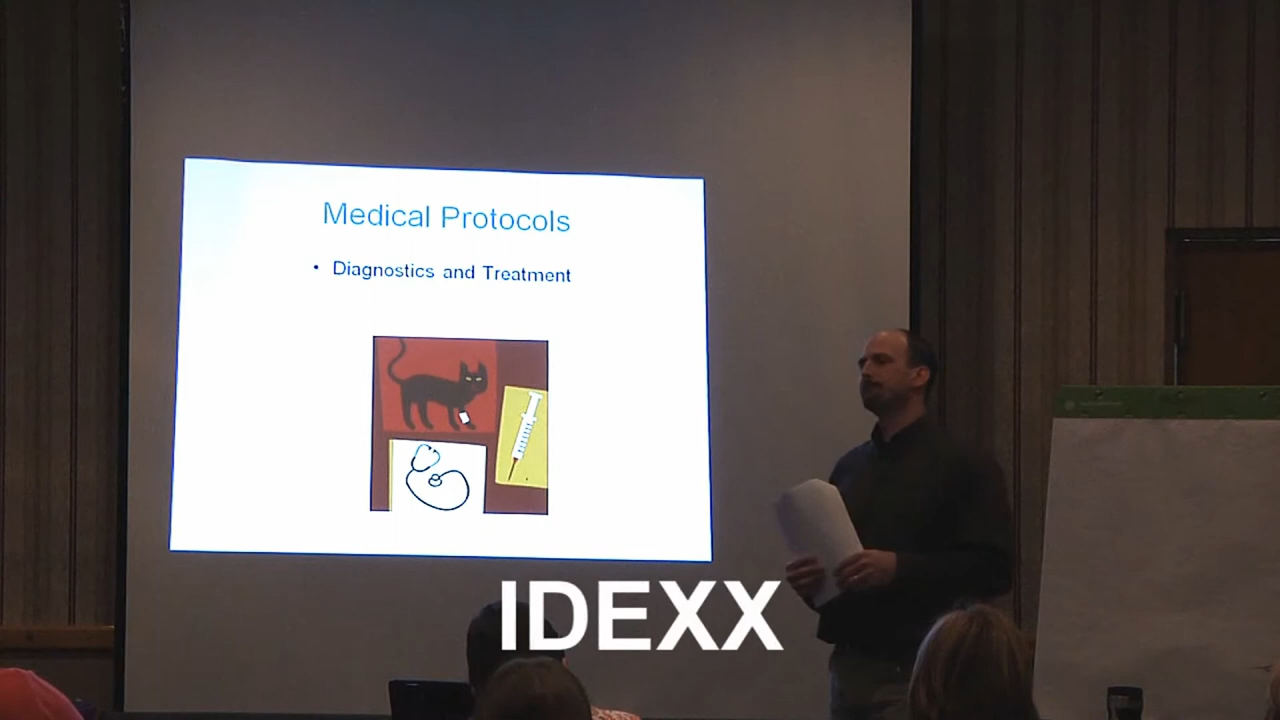 Medical Protocols
• Diagnostics and Treatment
IDEXX